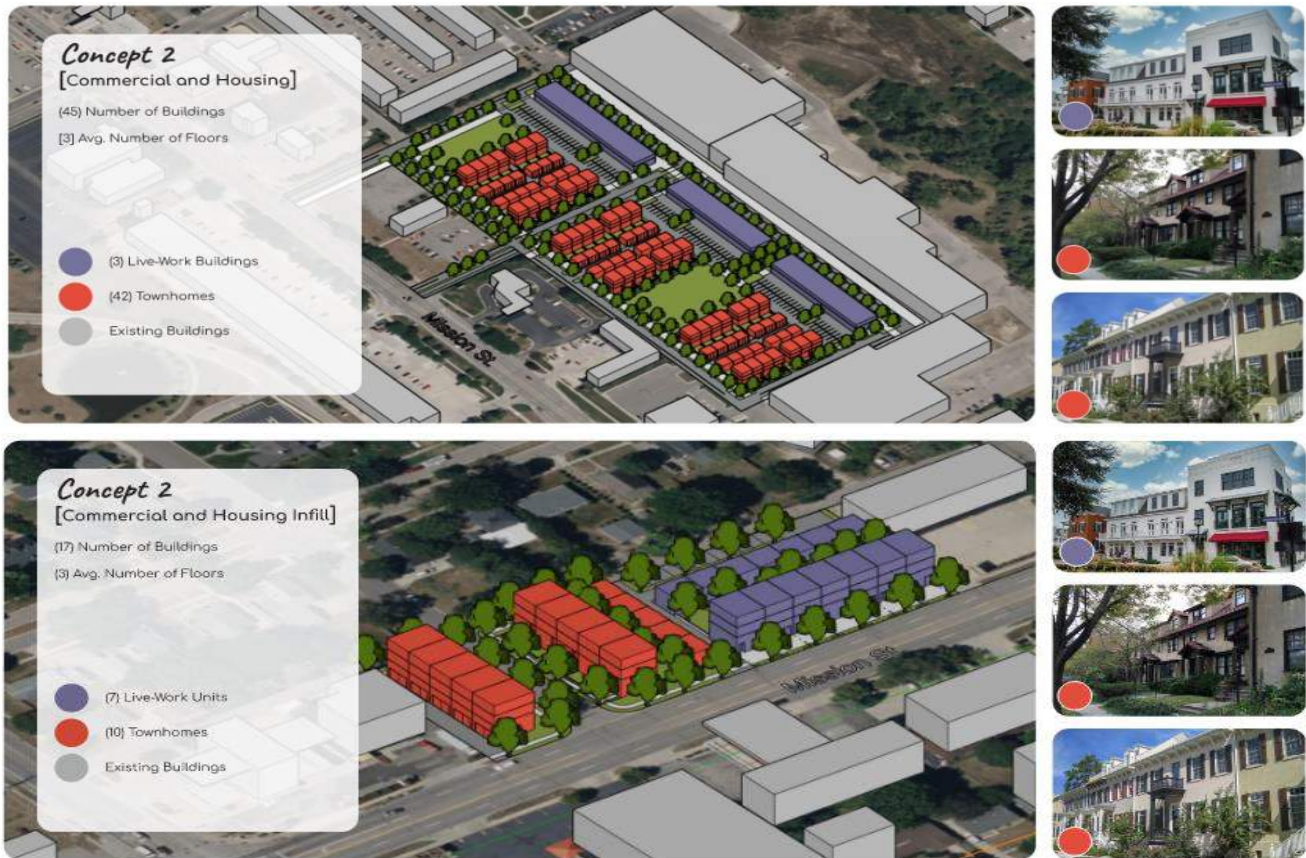 Concept 2
[Commercial and Housing]
(45) Number of Buildings
[3] Avg. Number of Floors
(3) Live-Work Buildings
(42) Townhomes
Existing Buildings
Mission St
Concept 2
[Commercial and Housing Infill]
(17) Number of Buildings
(3) Avg. Number of Floors
(7) Live-Work Units
(10) Townhomes
Existing Buildings
Mission St